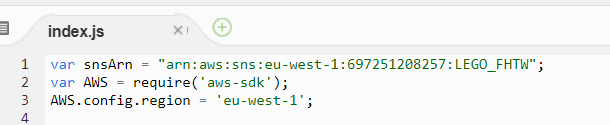 index.js
1 var snsArn = "arn:aws:sns:eu-west-1:697251208257:LEGO_FHTW";
2 var AWS = require('aws-sdk');
3 AWS.config.region = 'eu-west-1';
4